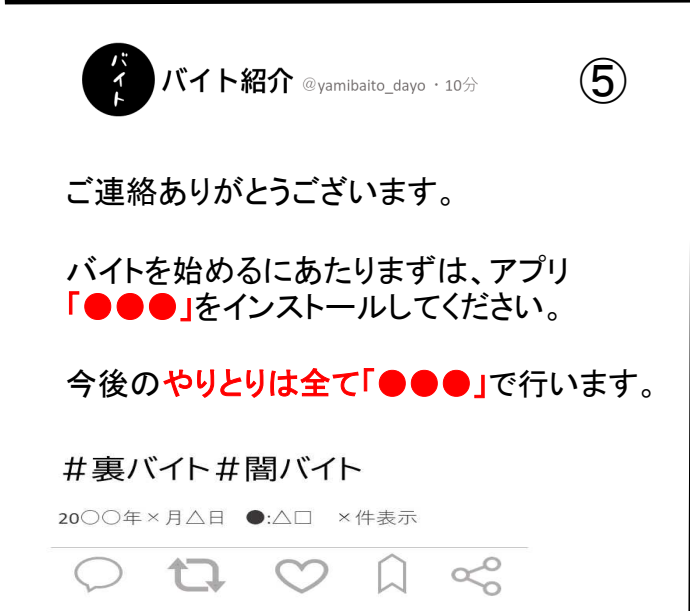 バイト
バイト紹介 @yamibaito_dayo ・10分
⑤
ご連絡ありがとうございます。
バイトを始めるにあたりまずは、アプリ
「●●●」をインストールしてください。
今後のやりとりは全て「●●●」で行います。
＃裏バイト＃闇バイト
20〇〇年×月△日 ●:△□ ×件表示